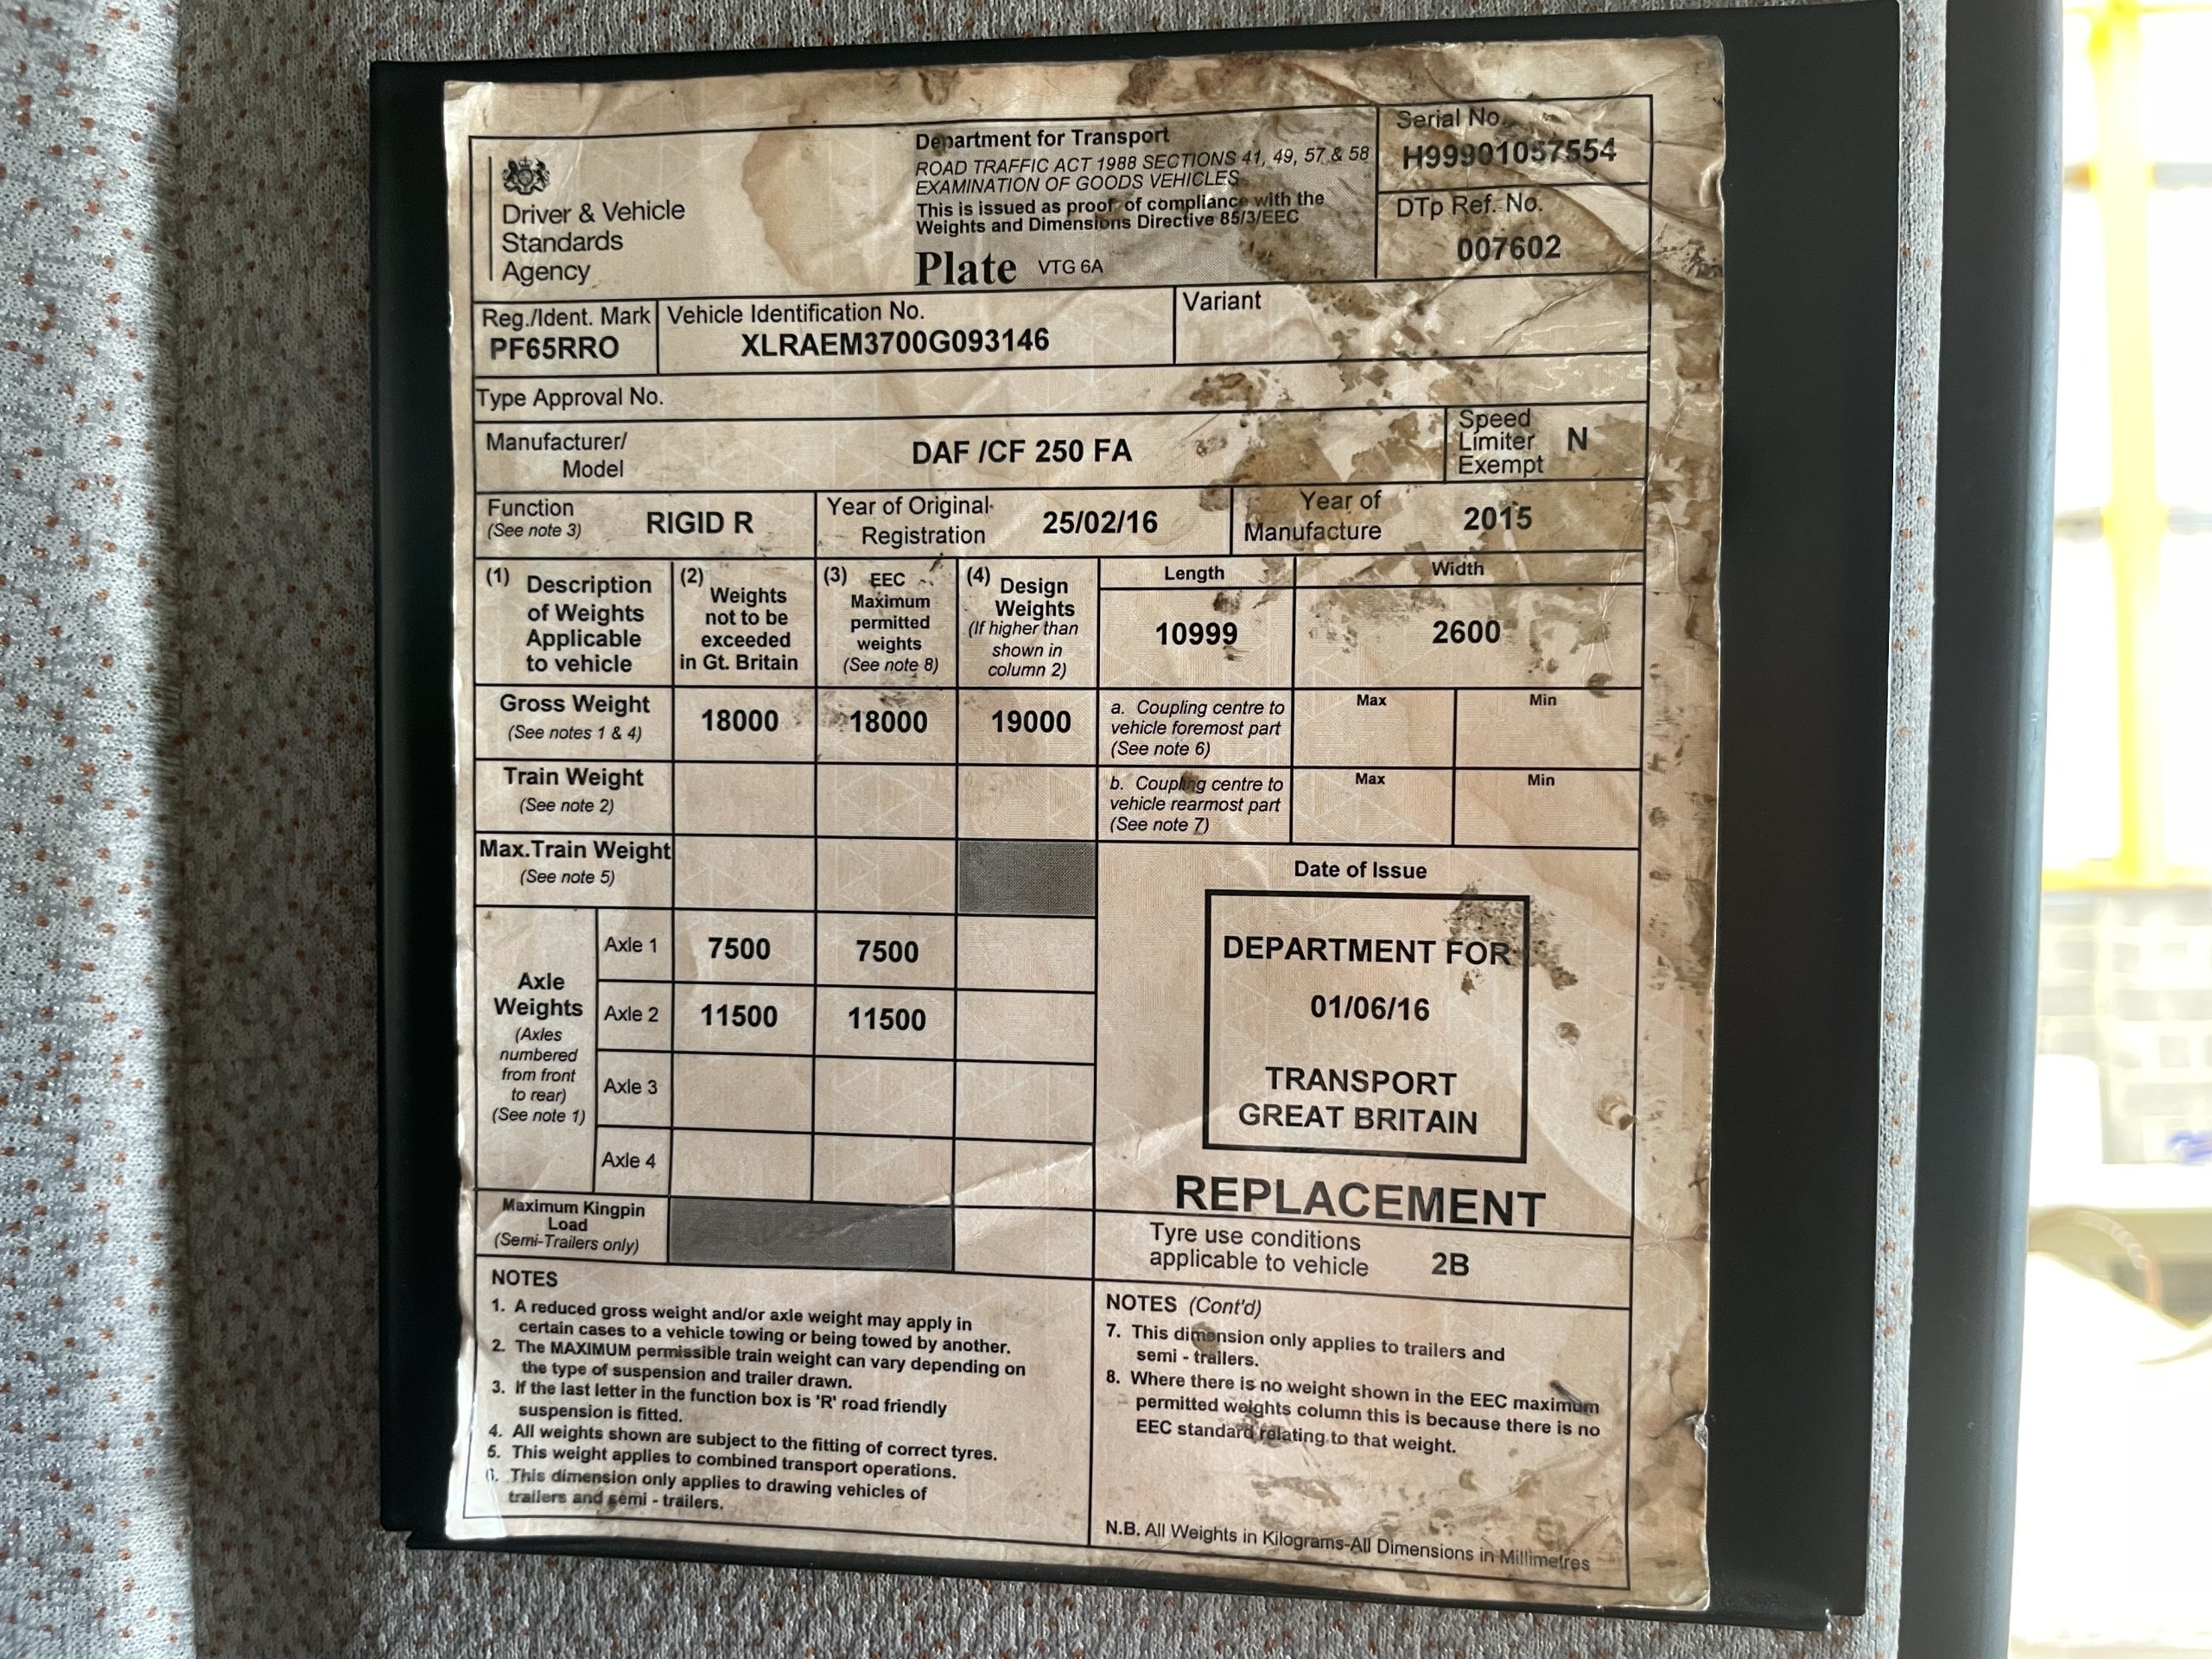 Driver & Vehicle
Standards
Agency
Department for Transport
ROAD TRAFFIC ACT 1988 SECTIONS 41, 49, 57 & 58
EXAMINATION OF GOODS VEHICLES
This is issued as proof of compliance with the
Weights and Dimensions Directive 85/3/EEC
Plate VTG 6A
Serial No.
H99901057554
DTp Ref. No.
007602
Reg./Ident. Mark
PF65RRO
Vehicle Identification No.
XLRAEM3700G093146
Variant
Type Approval No.
Manufacturer/
Model
DAF /CF 250 FA
Speed
Limiter
Exempt
N
Function
(See note 3)
RIGID R
Year of Original
Registration
25/02/16
Year of
Manufacture
2015
(1) Description
of Weights
Applicable
to vehicle
(2) Weights
not to be
exceeded
in Gt. Britain
(3) EEC
Maximum
permitted
weights
(See note 8)
(4) Design
Weights
(If higher than
shown in
column 2)
Length
10999
Width
2600
Gross Weight
(See notes 1 & 4)
18000
18000
19000
a. Coupling centre to
vehicle foremost part
(See note 6)
Max
Min
Train Weight
(See note 2)
b. Coupling centre to
vehicle rearmost part
(See note 7)
Max
Min
Max.Train Weight
(See note 5)
Axle
Weights
(Axles
numbered
from front
to rear)
(See note 1)
Axle 1
7500
7500
Axle 2
11500
11500
Axle 3
Axle 4
Maximum Kingpin
Load
(Semi-Trailers only)
Date of Issue
DEPARTMENT FOR
01/06/16
TRANSPORT
GREAT BRITAIN
REPLACEMENT
Tyre use conditions
applicable to vehicle
2B
NOTES
1. A reduced gross weight and/or axle weight may apply in
certain cases to a vehicle towing or being towed by another.
2. The MAXIMUM permissible train weight can vary depending on
the type of suspension and trailer drawn.
3. If the last letter in the function box is 'R' road friendly
suspension is fitted.
4. All weights shown are subject to the fitting of correct tyres.
5. This weight applies to combined transport operations.
6. This dimension only applies to drawing vehicles of
trailers and semi - trailers.
NOTES (Cont'd)
7. This dimension only applies to trailers and
semi - trailers.
8. Where there is no weight shown in the EEC maximum
permitted weights column this is because there is no
EEC standard relating to that weight.
N.B. All Weights in Kilograms-All Dimensions in Millimetres